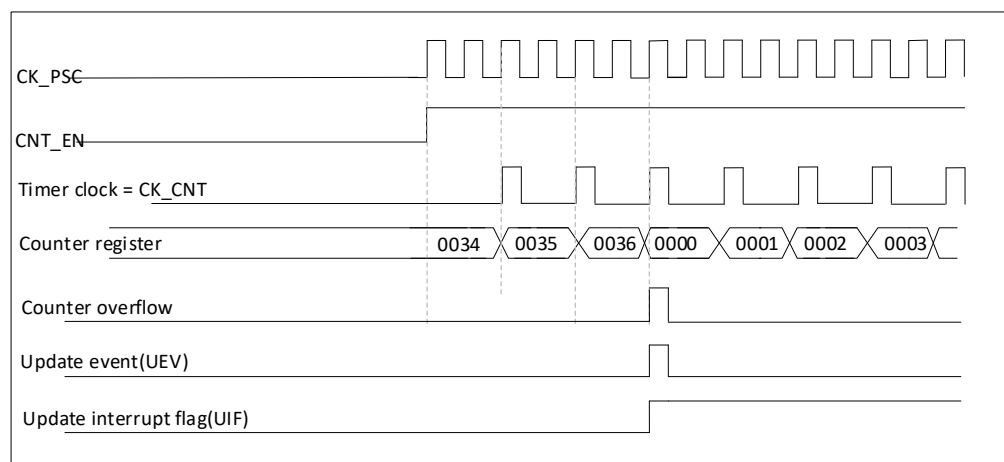 CK_PSC
CNT_EN
Timer clock = CK_CNT
Counter register 0034 0035 0036 0000 0001 0002 0003
Counter overflow
Update event(UEV)
Update interrupt flag(UIF)